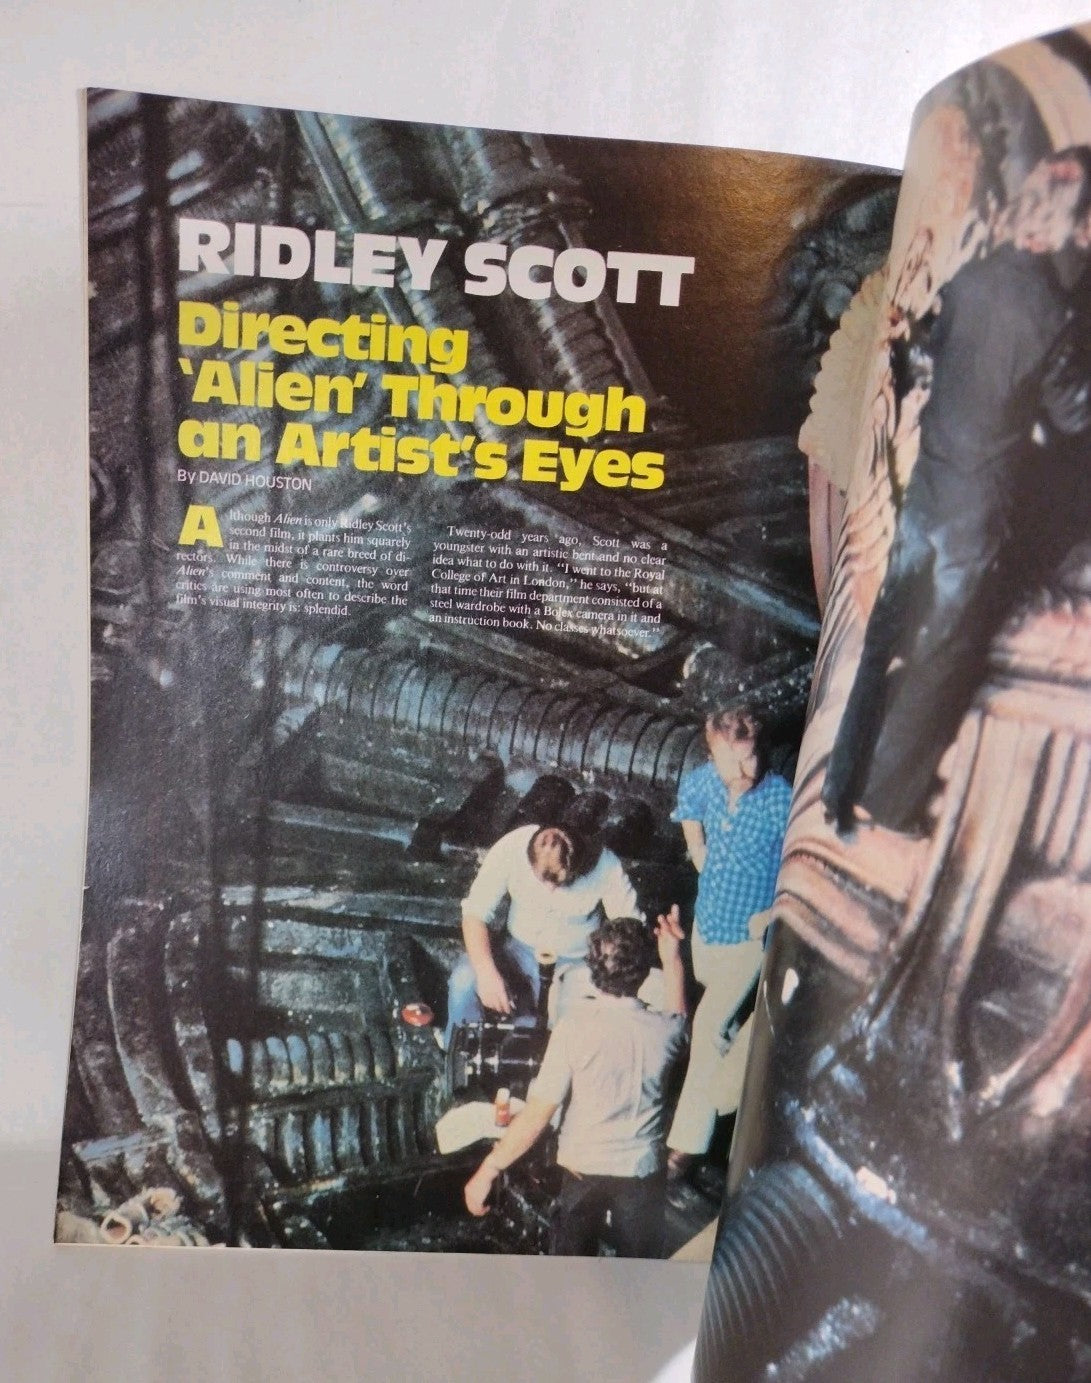 RIDLEY SCOTT
Directing
‘Alien’ Through
an Artist’s Eyes
By DAVID HOUSTON
Although Alien is only Ridley Scott’s
second film, it plants him squarely
in the midst of a rare breed of di-
rectors. While there is controversy over
Alien’s comment and content, the word
critics are using most often to describe the
film’s visual integrity is: splendid.
Twenty-odd years ago, Scott was a
youngster with an artistic bent and no clear
idea what to do with it. “I went to the Royal
College of Art in London,” he says, “but at
that time their film department consisted of a
steel wardrobe with a Bolex camera in it and
an instruction book. No classes whatsoever.”